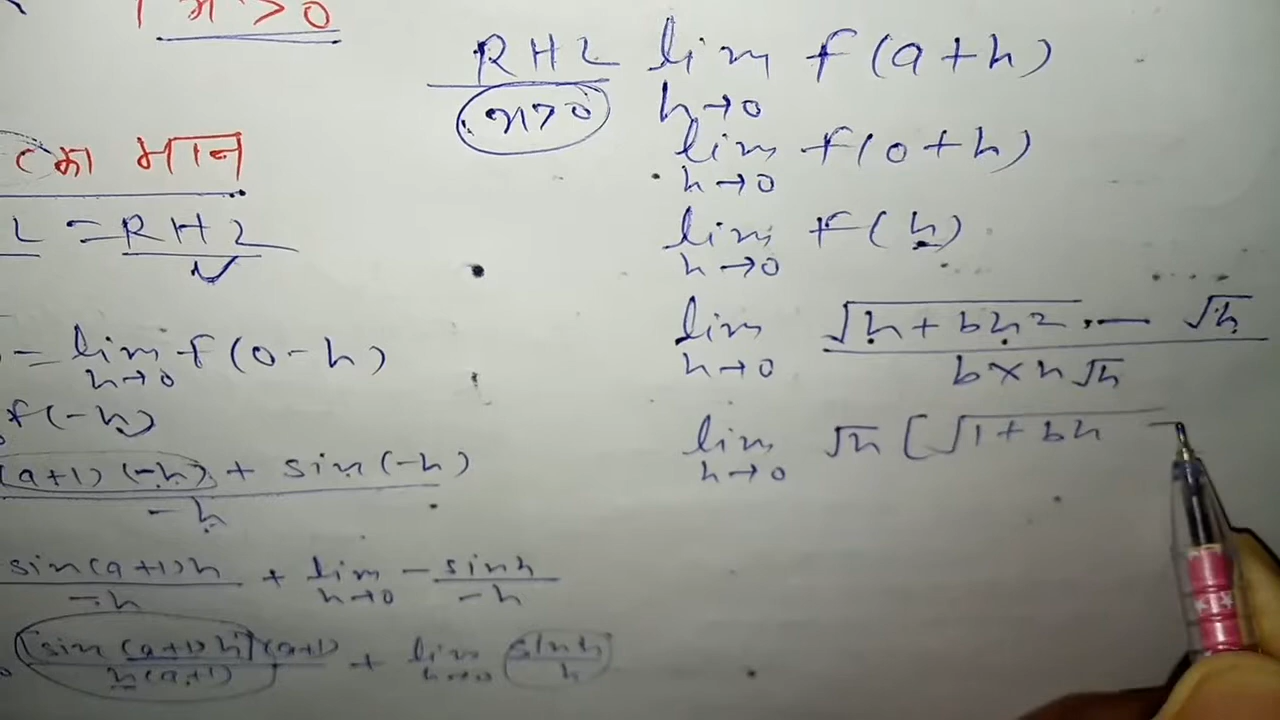 x > 0
c का मान
L = RHL
= lim h→0 f(0-h)
f(-h)
(a+1)(-h) + sin(-h) / -h
sin(a+1)h / -h + lim h→0 - sinh / -h
[sin(a+1)h](a+1) / h(a+1) + lim h→0 sinh / h
RHL lim h→0 f(a+h)
x>0
lim h→0 f(0+h)
lim h→0 f(h)
lim h→0 √h+bh² - √h / b×h√h
lim h→0 √h [√1+bh -